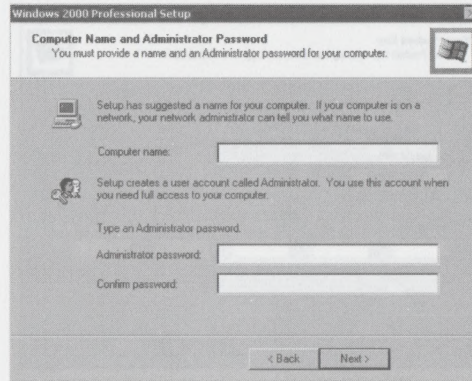 Windows 2000 Professional Setup
Computer Name and Administrator Password
You must provide a name and an Administrator password for your computer.
Setup has suggested a name for your computer. If your computer is on a
network, your network administrator can tell you what name to use.
Computer name:
Setup creates a user account called Administrator. You use this account when
you need full access to your computer.
Type an Administrator password.
Administrator password:
Confirm password:
< Back
Next >